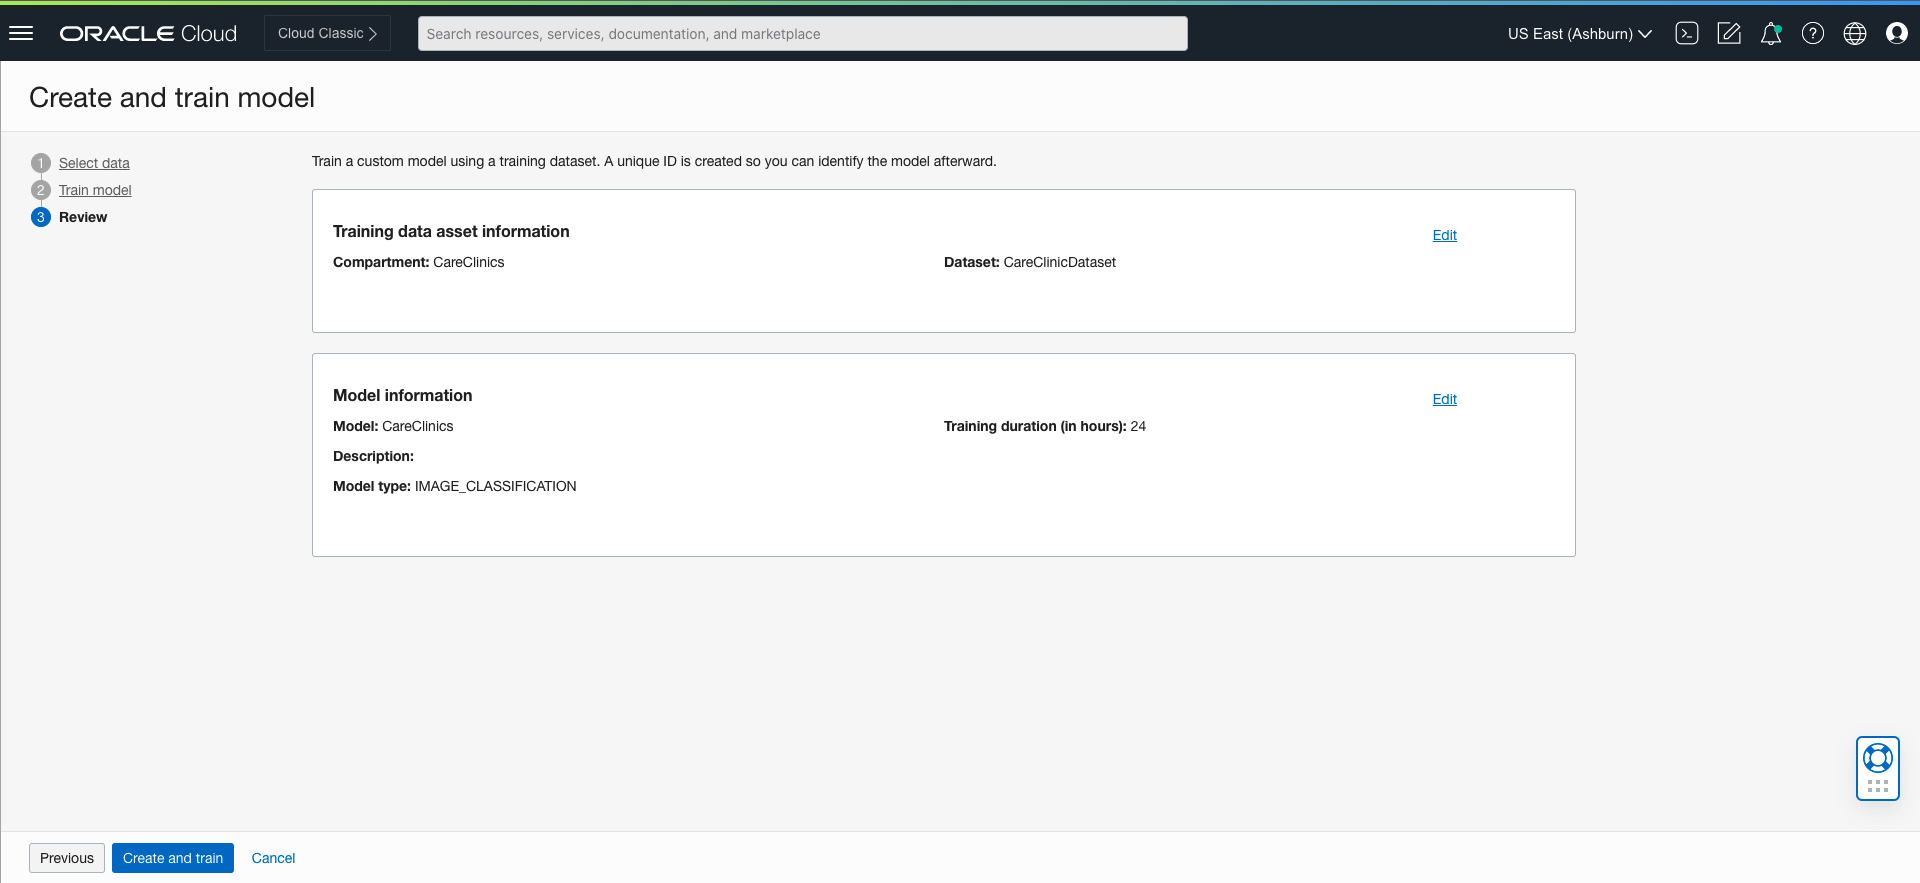 ORACLE Cloud
Cloud Classic
Search resources, services, documentation, and marketplace
US East (Ashburn)
Create and train model
1 Select data
2 Train model
3 Review
Train a custom model using a training dataset. A unique ID is created so you can identify the model afterward.
Training data asset information
Edit
Compartment: CareClinics
Dataset: CareClinicDataset
Model information
Edit
Model: CareClinics
Training duration (in hours): 24
Description:
Model type: IMAGE_CLASSIFICATION
Previous
Create and train
Cancel